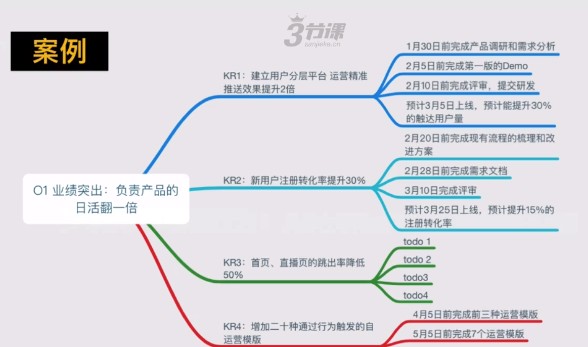 案例
3节课
sanjieke.cn
O1 业绩突出：负责产品的
日活翻一倍
KR1：建立用户分层平台 运营精准
推送效果提升2倍
1月30日前完成产品调研和需求分析
2月5日前完成第一版的Demo
2月10日前完成评审，提交研发
预计3月5日上线，预计能提升30%
的触达用户量
KR2：新用户注册转化率提升30%
2月20日前完成现有流程的梳理和改
进方案
2月28日前完成需求文档
3月10日完成评审
预计3月25日上线，预计提升15%的
注册转化率
KR3：首页、直播页的跳出率降低
50%
todo 1
todo 2
todo3
todo4
KR4：增加二十种通过行为触发的自
运营模版
4月5日前完成前三种运营模版
5月5日前完成7个运营模版